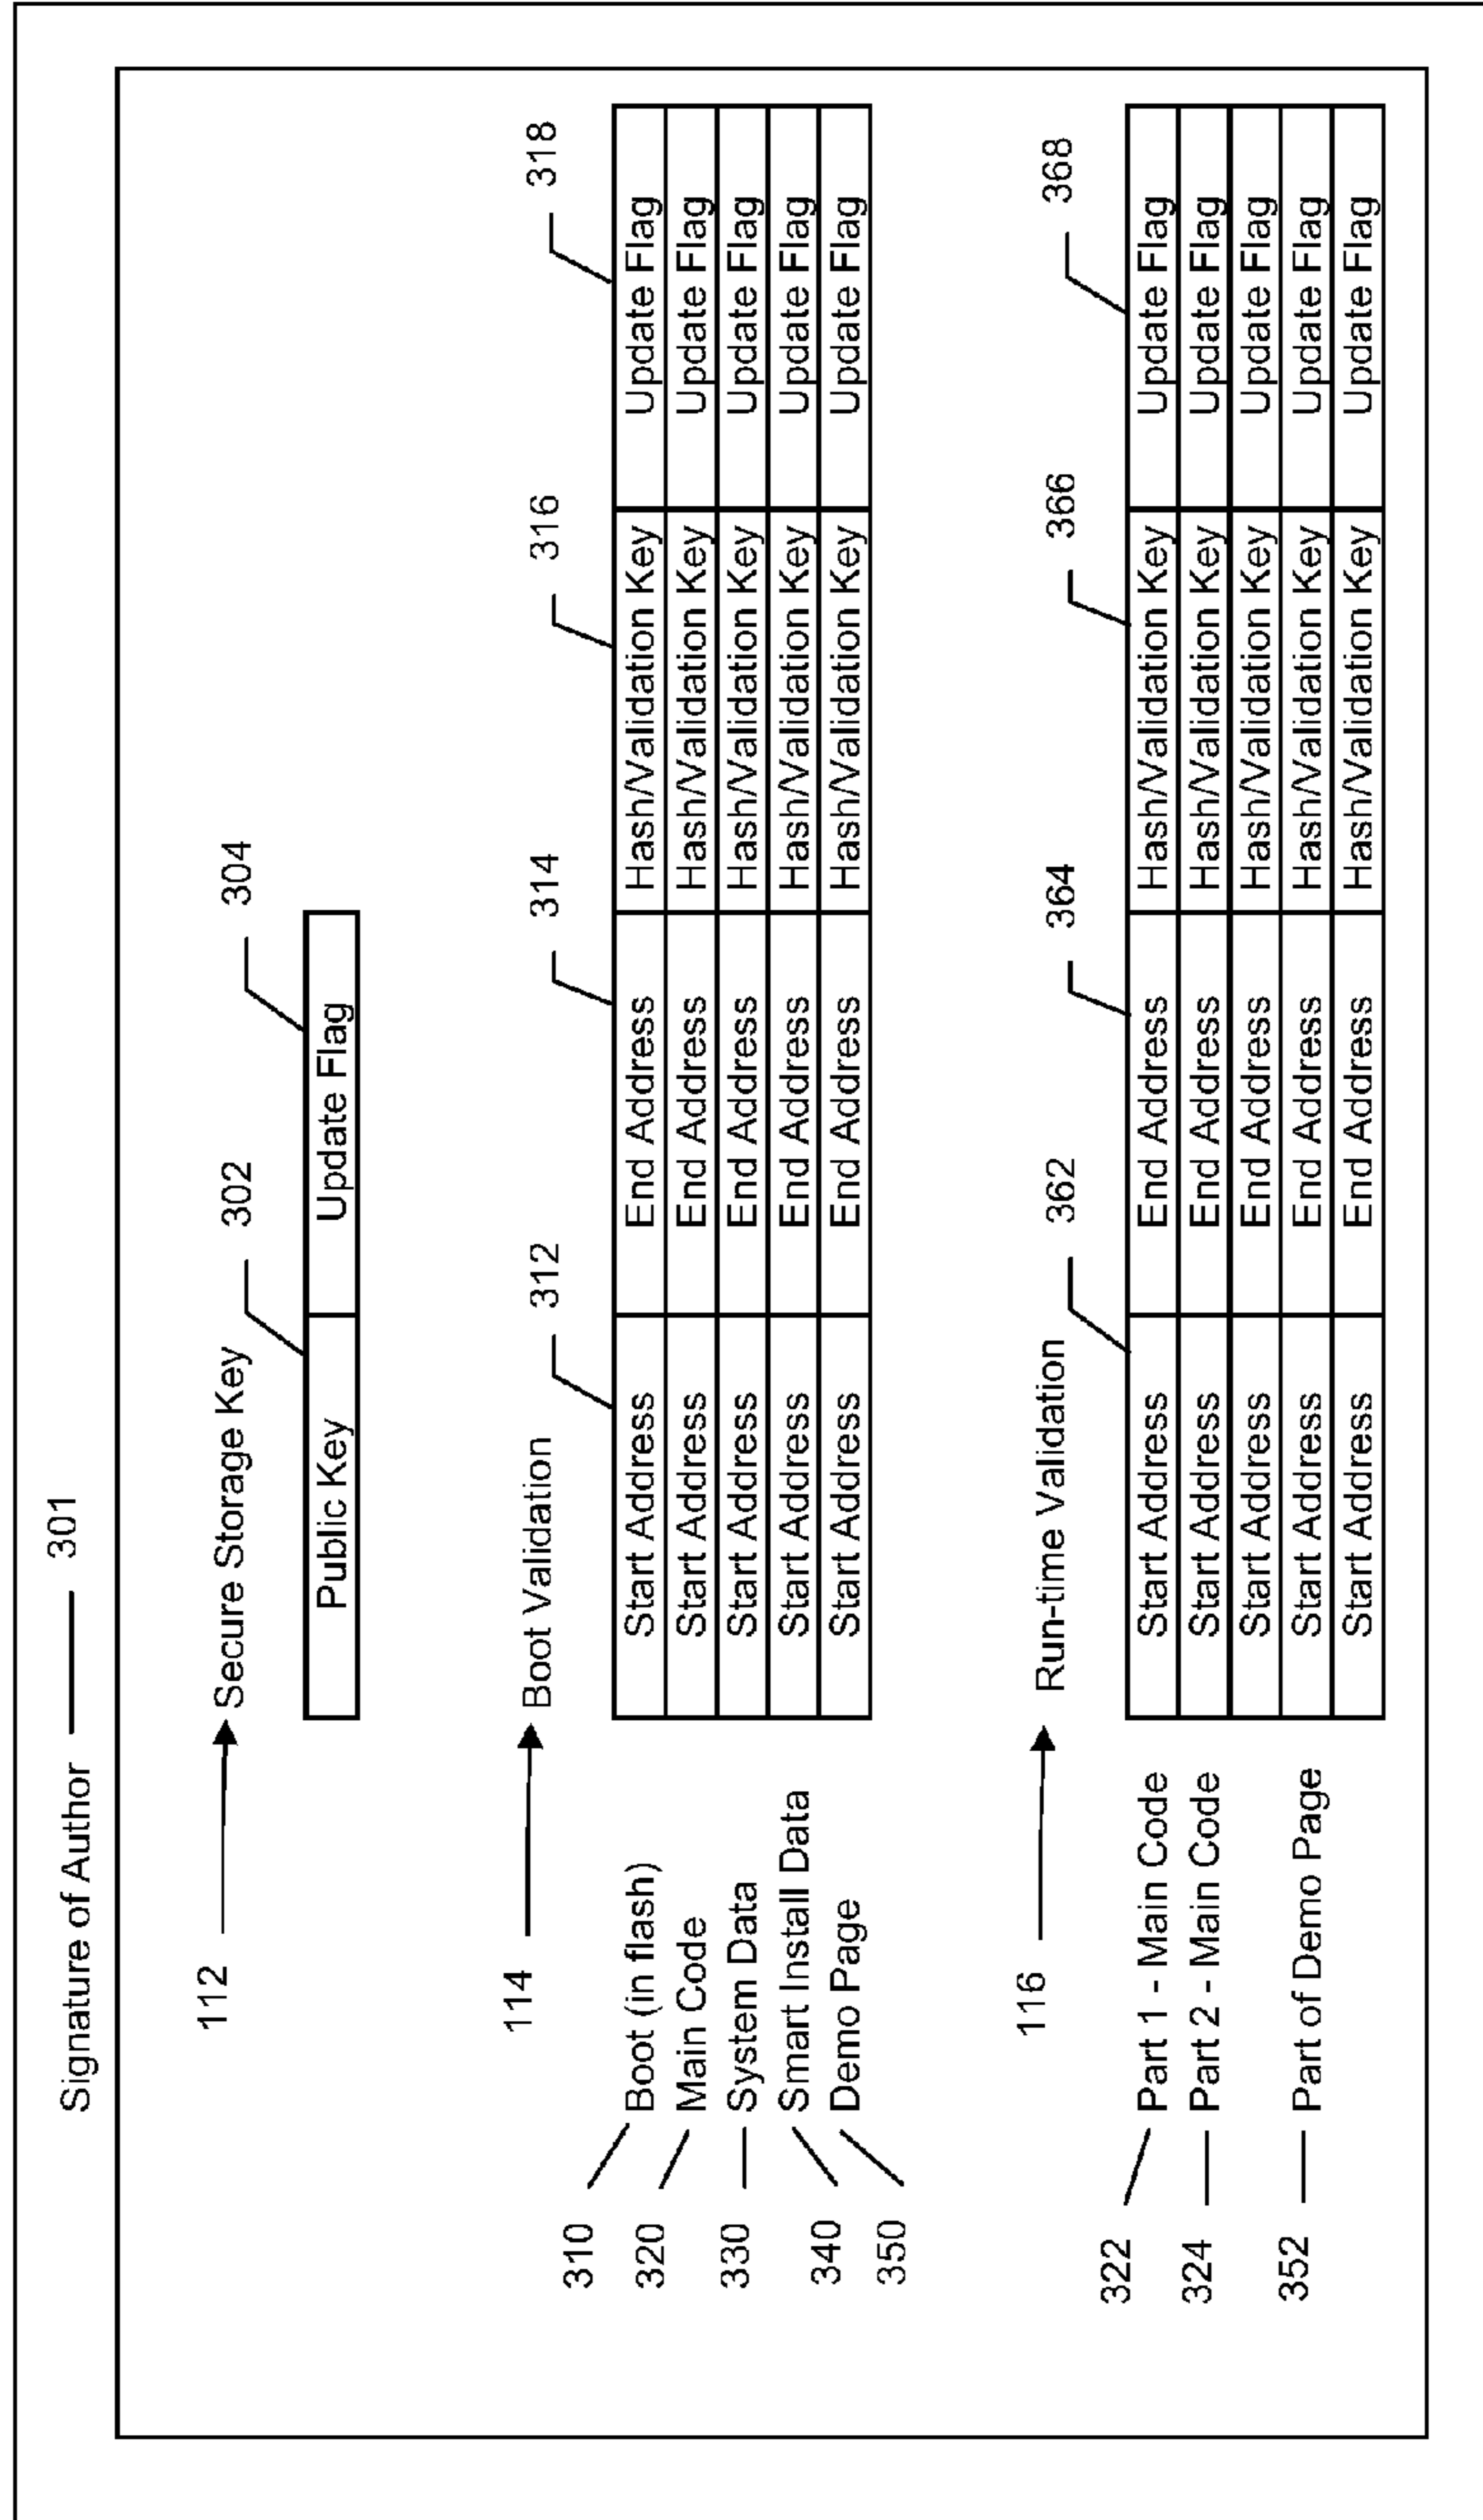 Signature of Author 301
112 Secure Storage Key 302 304
Public Key Update Flag
114 Boot Validation 312 314 316 318
310 Boot (in flash) Start Address End Address Hash/Validation Key Update Flag
320 Main Code Start Address End Address Hash/Validation Key Update Flag
330 System Data Start Address End Address Hash/Validation Key Update Flag
340 Smart Install Data Start Address End Address Hash/Validation Key Update Flag
350 Demo Page Start Address End Address Hash/Validation Key Update Flag
116 Run-time Validation 362 364 366 368
322 Part 1 - Main Code Start Address End Address Hash/Validation Key Update Flag
324 Part 2 - Main Code Start Address End Address Hash/Validation Key Update Flag
Start Address End Address Hash/Validation Key Update Flag
352 Part of Demo Page Start Address End Address Hash/Validation Key Update Flag
Start Address End Address Hash/Validation Key Update Flag